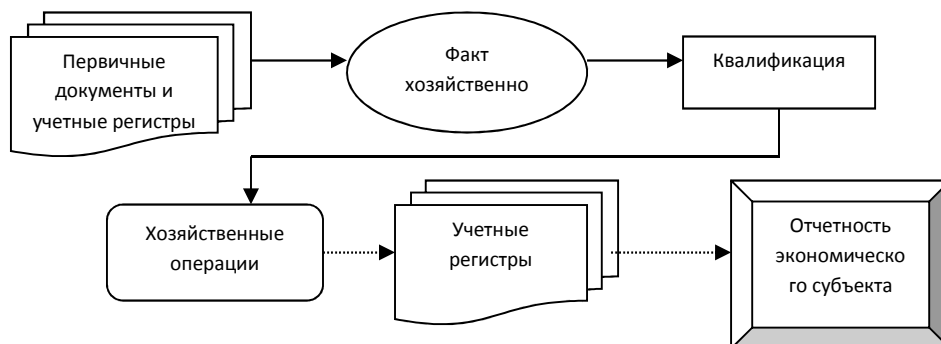 Первичные
документы и
учетные регистры
Факт
хозяйственно
Квалификация
Хозяйственные
операции
Учетные
регистры
Отчетность
экономическо
го субъекта